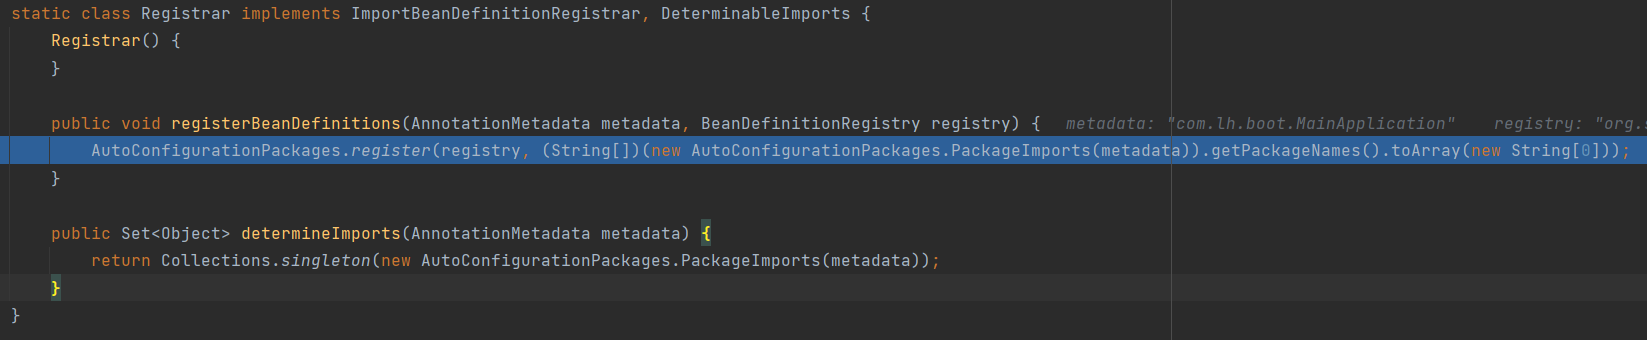 static class Registrar implements ImportBeanDefinitionRegistrar, DeterminableImports {
    Registrar() {
    }

    public void registerBeanDefinitions(AnnotationMetadata metadata, BeanDefinitionRegistry registry) {   metadata: "com.lh.boot.MainApplication"    registry: "org.s
        AutoConfigurationPackages.register(registry, (String[])(new AutoConfigurationPackages.PackageImports(metadata)).getPackageNames().toArray(new String[0]));
    }

    public Set<Object> determineImports(AnnotationMetadata metadata) {
        return Collections.singleton(new AutoConfigurationPackages.PackageImports(metadata));
    }
}